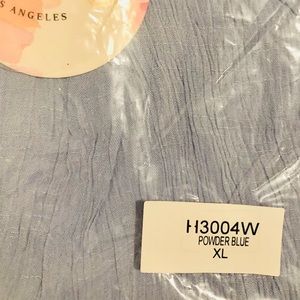 S ANGELES
H3004W
POWDER BLUE
XL